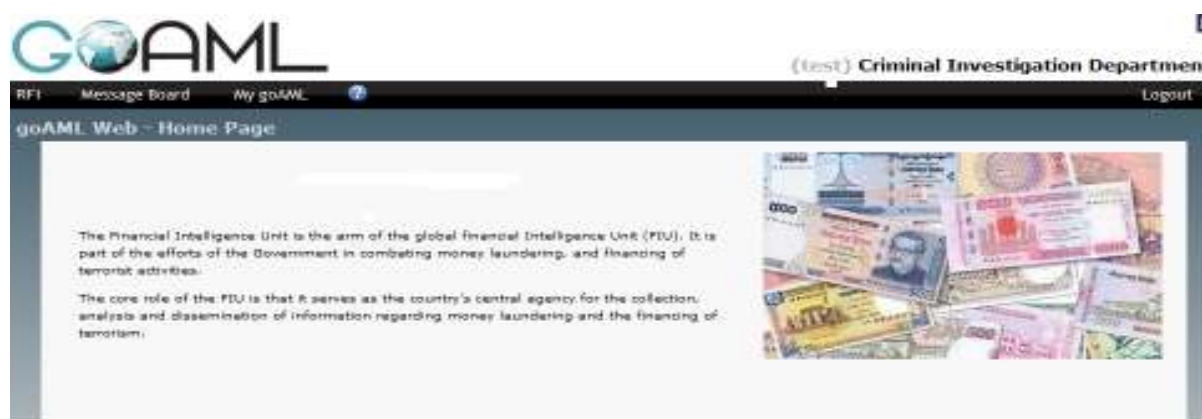 GOAML
(test) Criminal Investigation Departmen
RFI Message Board My goAML ? Logout
goAML Web - Home Page
The Financial Intelligence Unit is the arm of the global financial Intelligence Unit (FIU). It is
part of the efforts of the Government in combating money laundering, and financing of
terrorist activities.
The core role of the FIU is that it serves as the country's central agency for the collection,
analysis and dissemination of information regarding money laundering and the financing of
terrorism.